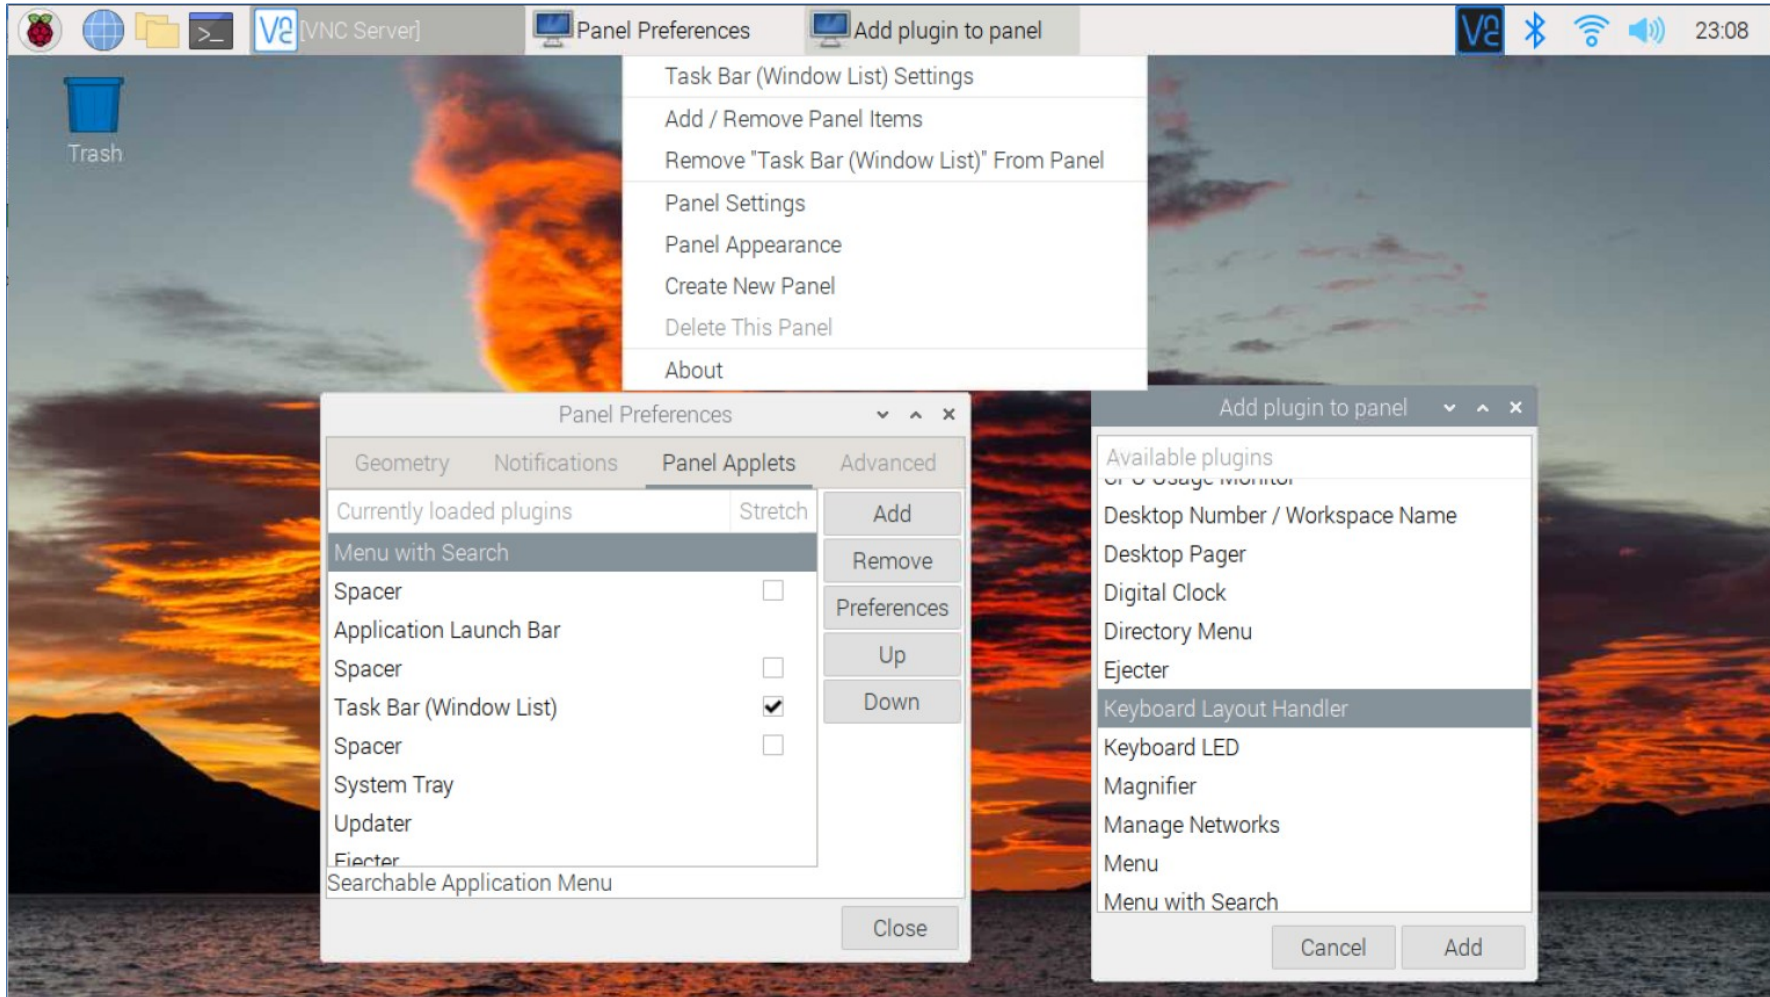 [VNC Server]
Panel Preferences
Add plugin to panel
23:08
Trash
Task Bar (Window List) Settings
Add / Remove Panel Items
Remove "Task Bar (Window List)" From Panel
Panel Settings
Panel Appearance
Create New Panel
Delete This Panel
About
Panel Preferences
Geometry Notifications Panel Applets Advanced
Currently loaded plugins Stretch
Menu with Search
Spacer
Application Launch Bar
Spacer
Task Bar (Window List)
Spacer
System Tray
Updater
Ejecter
Searchable Application Menu
Add
Remove
Preferences
Up
Down
Close
Add plugin to panel
Available plugins
CPU Usage Monitor
Desktop Number / Workspace Name
Desktop Pager
Digital Clock
Directory Menu
Ejecter
Keyboard Layout Handler
Keyboard LED
Magnifier
Manage Networks
Menu
Menu with Search
Cancel Add